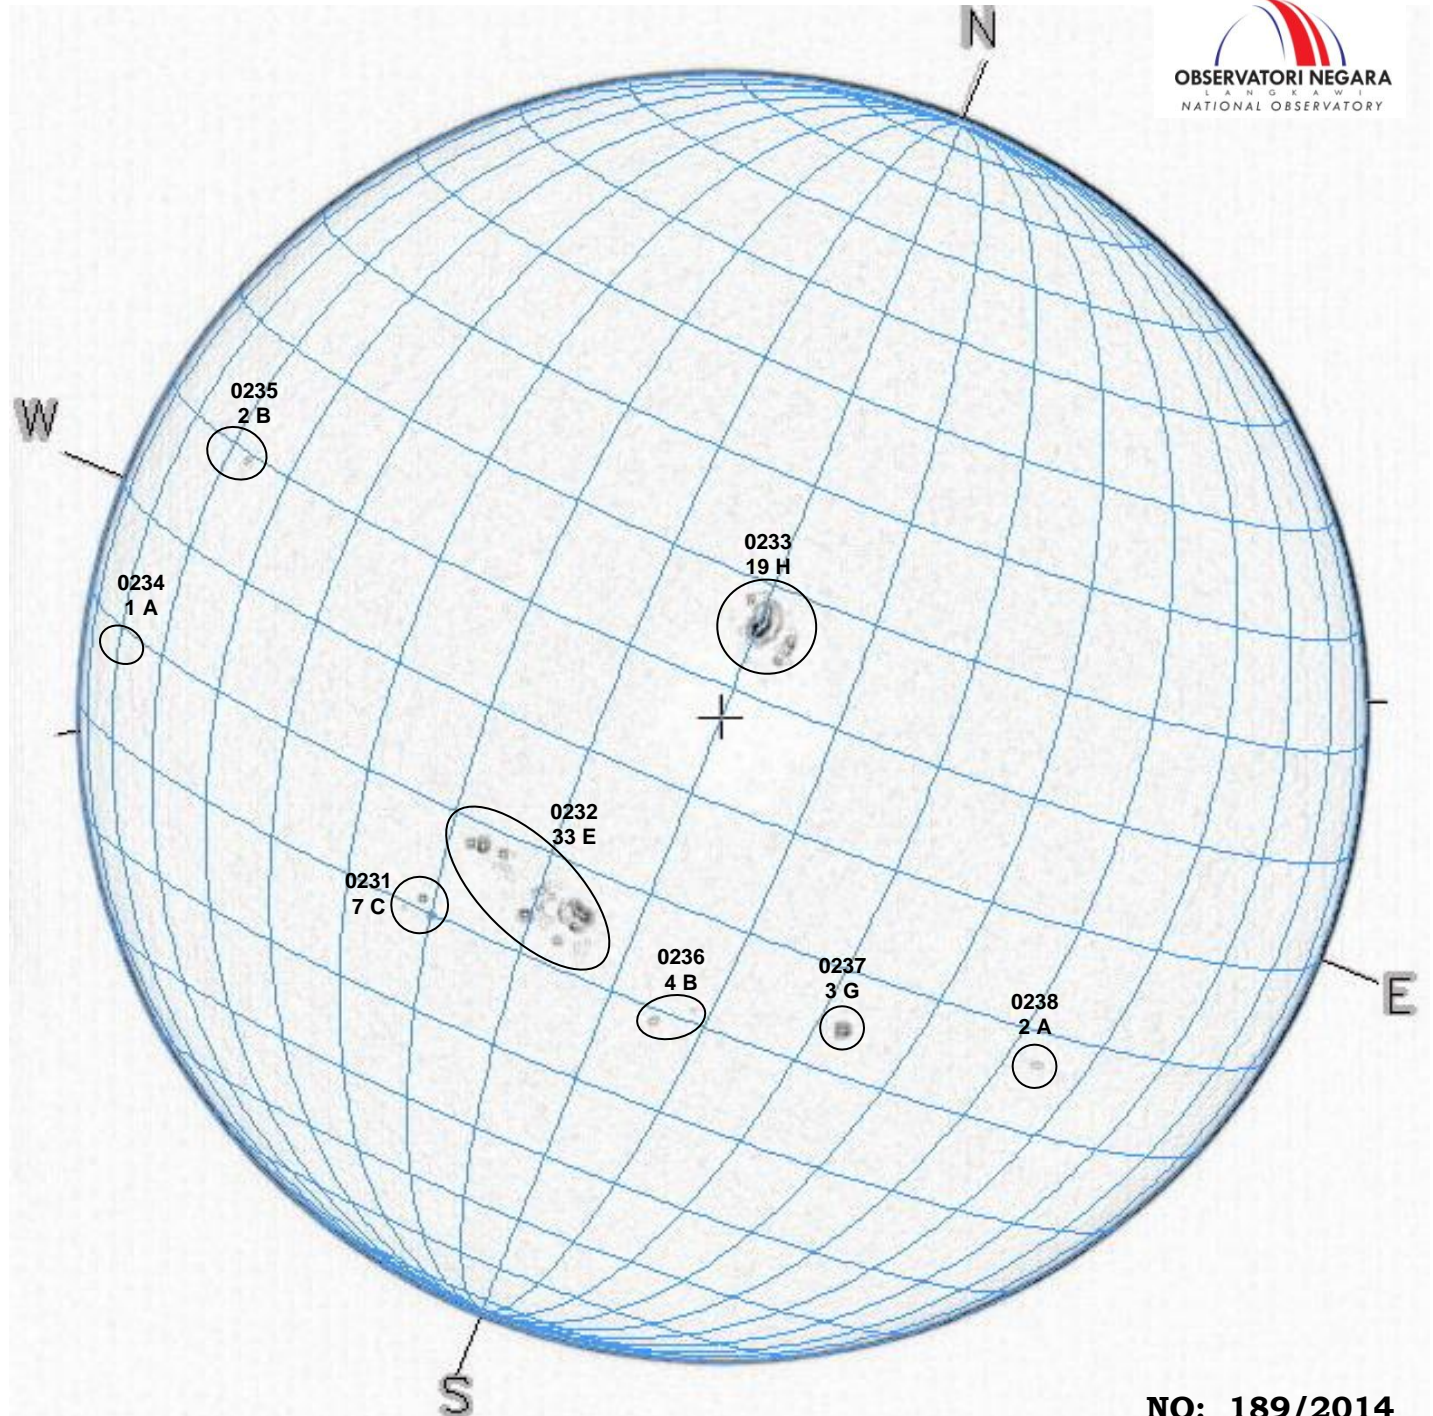 N
OBSERVATORI NEGARA
LANGKAWI
NATIONAL OBSERVATORY
0235
2 B
W
0233
19 H
0234
1 A
0232
33 E
0231
7 C
0236
4 B
0237
3 G
0238
2 A
E
S
NO: 189/2014